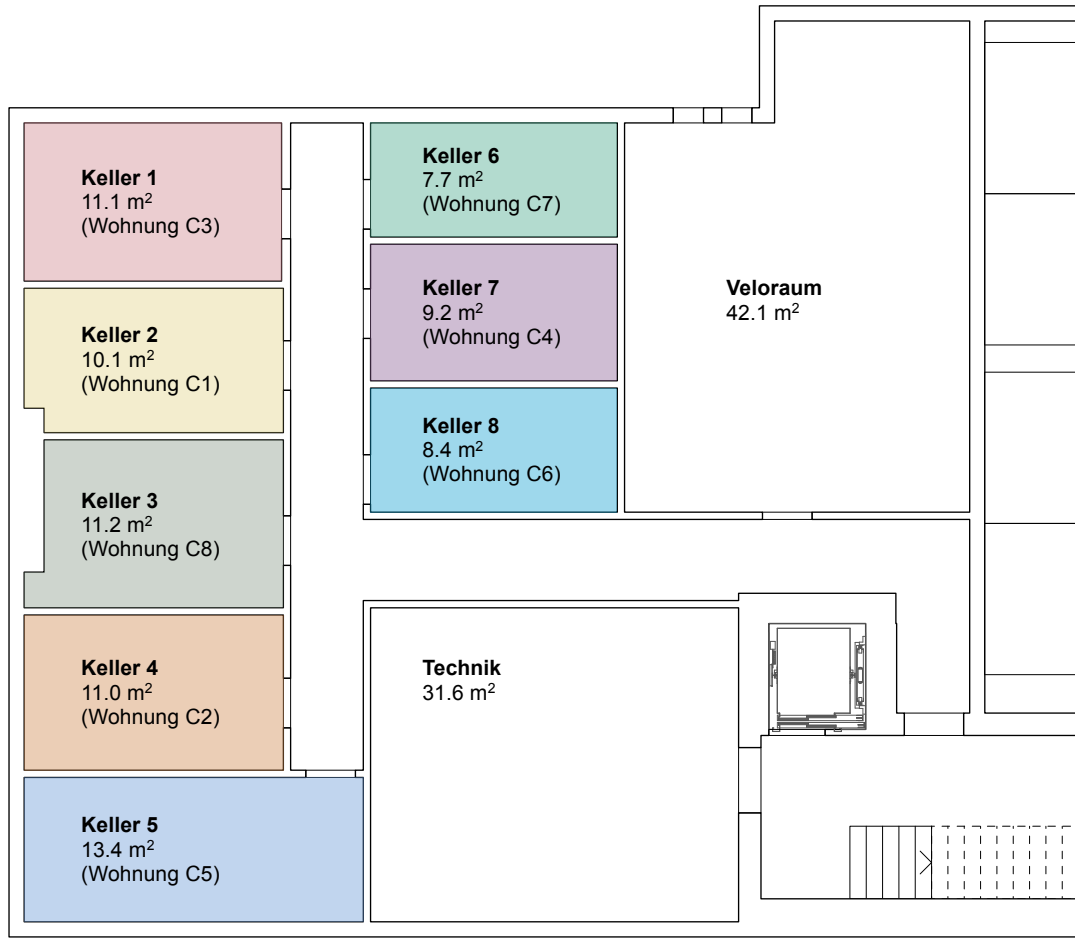 Keller 1
11.1 m²
(Wohnung C3)
Keller 2
10.1 m²
(Wohnung C1)
Keller 3
11.2 m²
(Wohnung C8)
Keller 4
11.0 m²
(Wohnung C2)
Keller 5
13.4 m²
(Wohnung C5)
Keller 6
7.7 m²
(Wohnung C7)
Keller 7
9.2 m²
(Wohnung C4)
Keller 8
8.4 m²
(Wohnung C6)
Veloraum
42.1 m²
Technik
31.6 m²